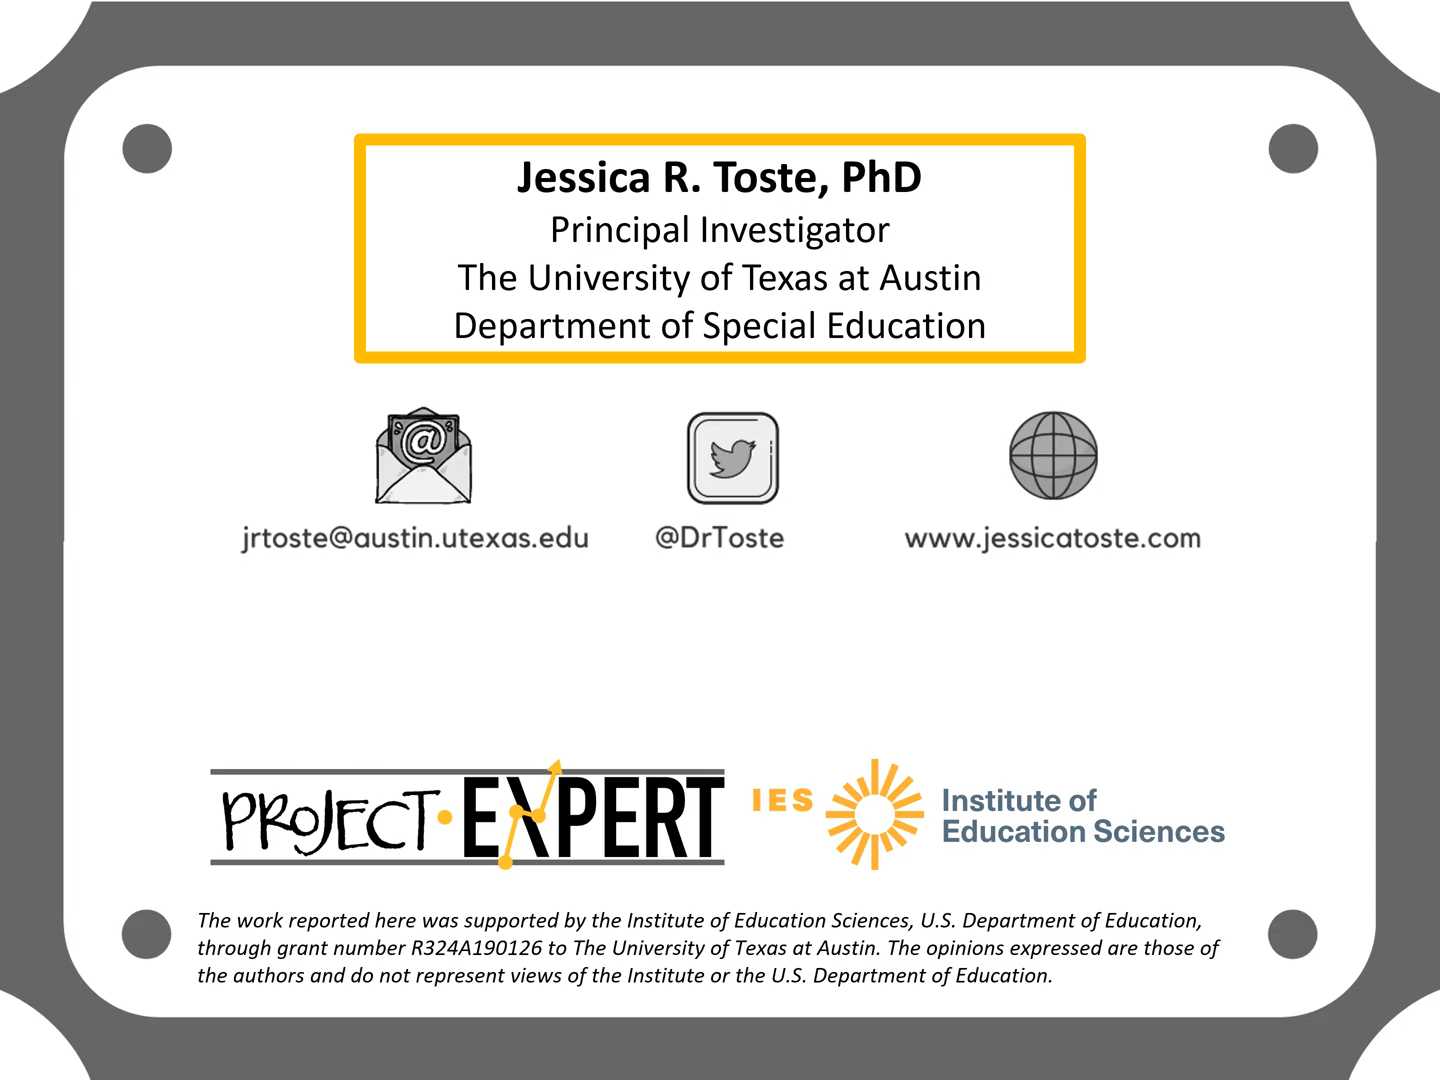 Jessica R. Toste, PhD
Principal Investigator
The University of Texas at Austin
Department of Special Education
@
jrtoste@austin.utexas.edu
@DrToste
www.jessicatoste.com
PROJECT • EXPERT
IES
Institute of
Education Sciences
The work reported here was supported by the Institute of Education Sciences, U.S. Department of Education,
through grant number R324A190126 to The University of Texas at Austin. The opinions expressed are those of
the authors and do not represent views of the Institute or the U.S. Department of Education.